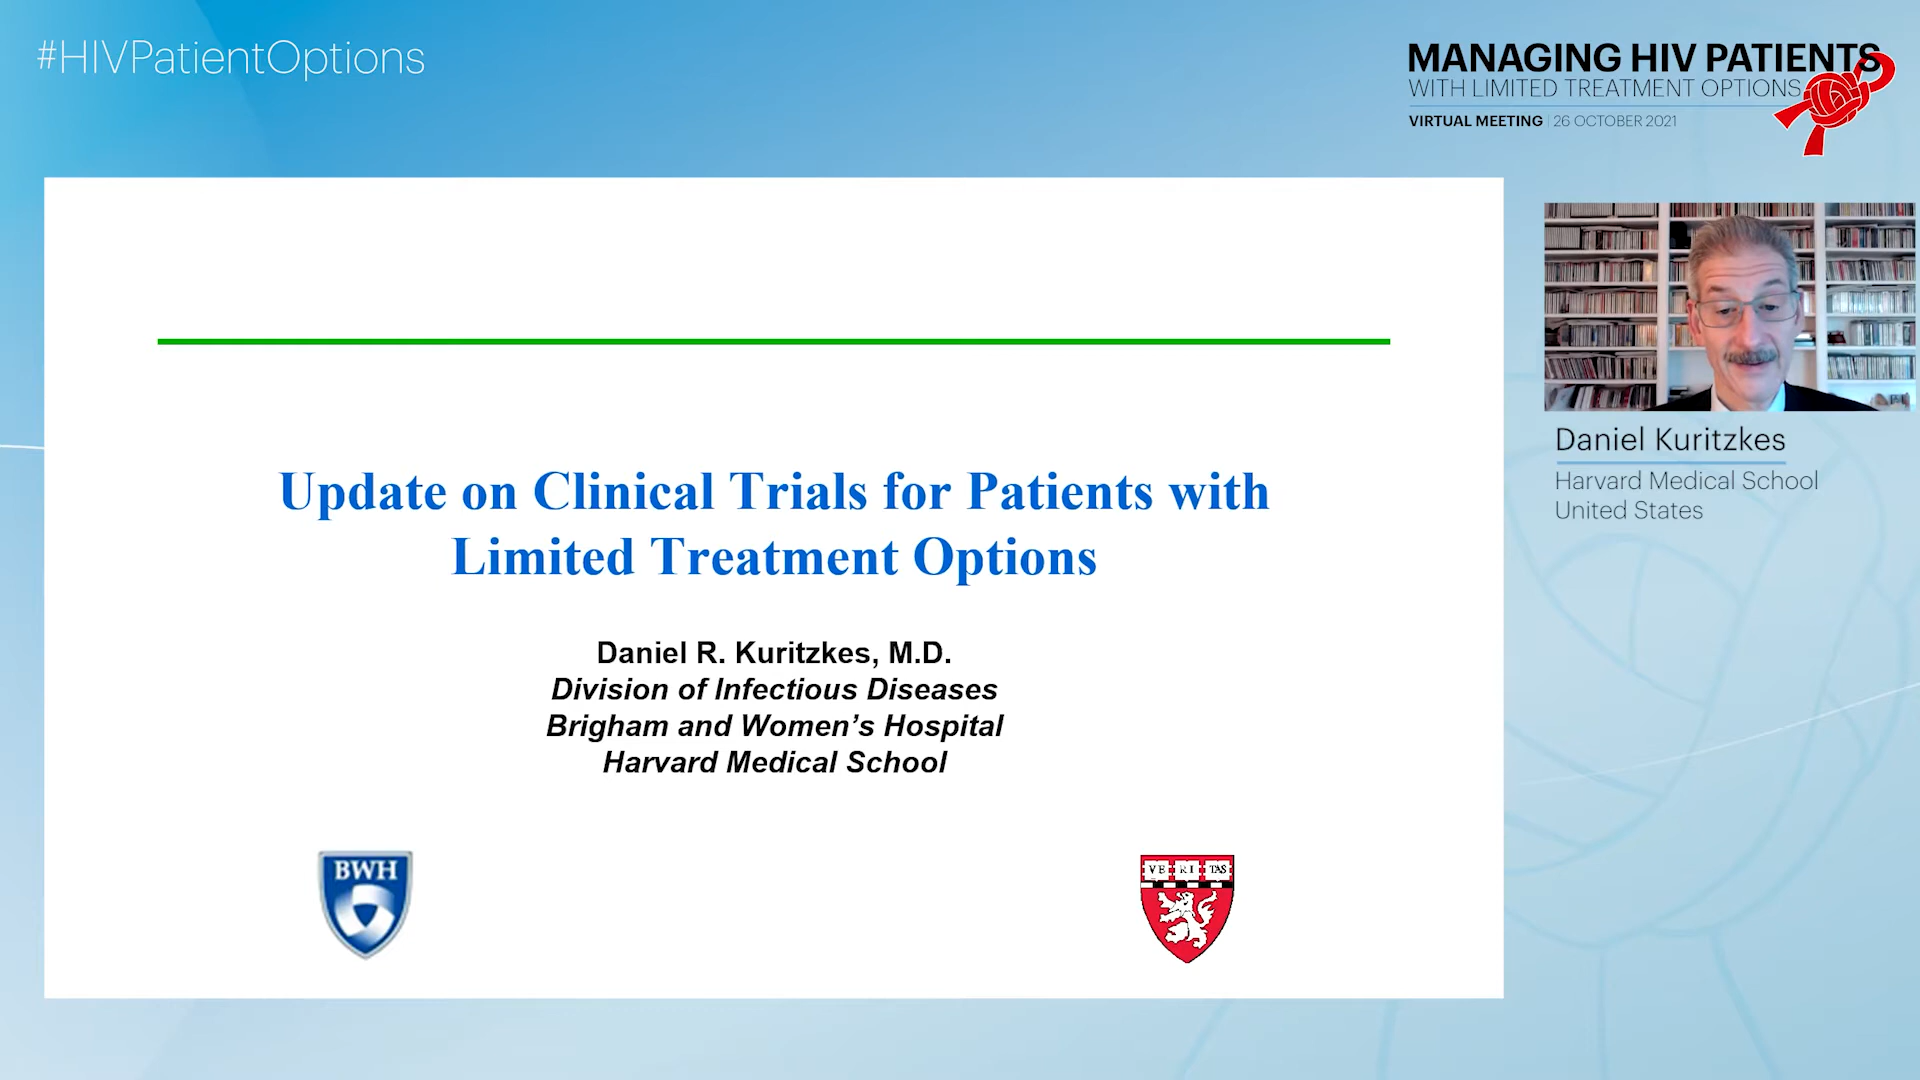 #HIVPatientOptions
MANAGING HIV PATIENTS
WITH LIMITED TREATMENT OPTIONS
VIRTUAL MEETING | 26 OCTOBER 2021
Update on Clinical Trials for Patients with
Limited Treatment Options
Daniel R. Kuritzkes, M.D.
Division of Infectious Diseases
Brigham and Women’s Hospital
Harvard Medical School
BWH
VE RI TAS
Daniel Kuritzkes
Harvard Medical School
United States